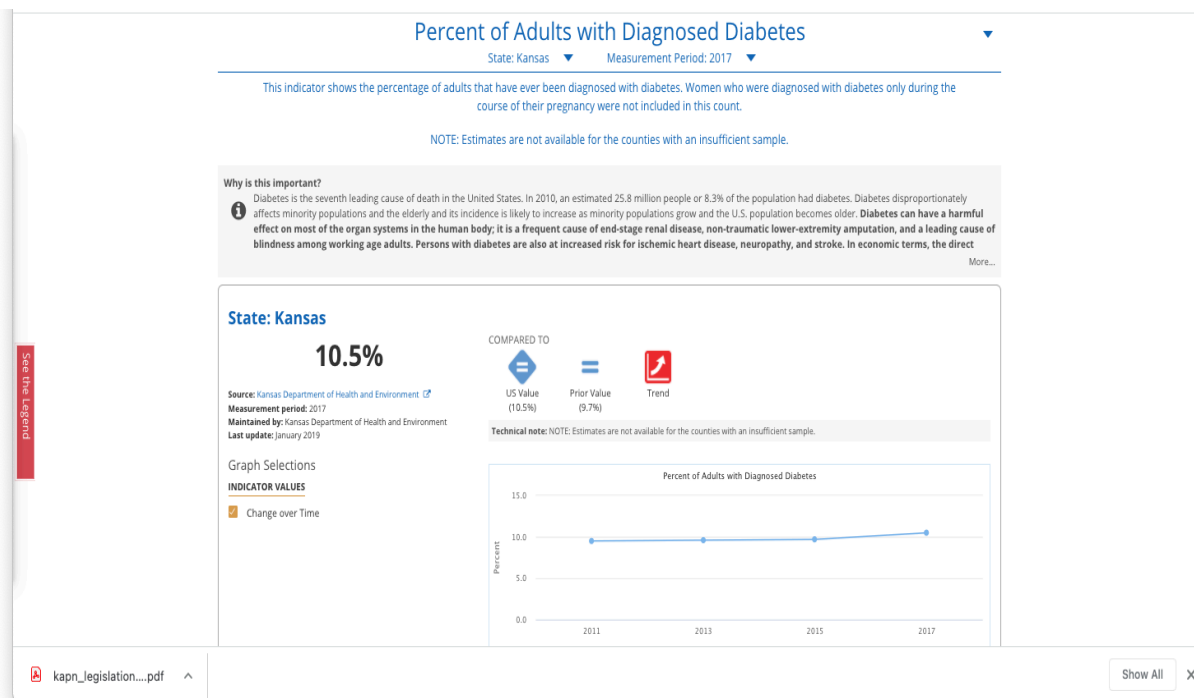 Percent of Adults with Diagnosed Diabetes
State: Kansas
Measurement Period: 2017
This indicator shows the percentage of adults that have ever been diagnosed with diabetes. Women who were diagnosed with diabetes only during the
course of their pregnancy were not included in this count.
NOTE: Estimates are not available for the counties with an insufficient sample.
Why is this important?
Diabetes is the seventh leading cause of death in the United States. In 2010, an estimated 25.8 million people or 8.3% of the population had diabetes. Diabetes disproportionately
affects minority populations and the elderly and its incidence is likely to increase as minority populations grow and the U.S. population becomes older. Diabetes can have a harmful
effect on most of the organ systems in the human body; it is a frequent cause of end-stage renal disease, non-traumatic lower-extremity amputation, and a leading cause of
blindness among working age adults. Persons with diabetes are also at increased risk for ischemic heart disease, neuropathy, and stroke. In economic terms, the direct
More...
See the Legend
State: Kansas
10.5%
Source: Kansas Department of Health and Environment
Measurement period: 2017
Maintained by: Kansas Department of Health and Environment
Last update: January 2019
COMPARED TO
US Value
(10.5%)
Prior Value
(9.7%)
Trend
Technical note: NOTE: Estimates are not available for the counties with an insufficient sample.
Graph Selections
INDICATOR VALUES
Change over Time
Percent of Adults with Diagnosed Diabetes
Percent
15.0
10.0
5.0
0.0
2011
2013
2015
2017
kapn_legislation....pdf
Show All